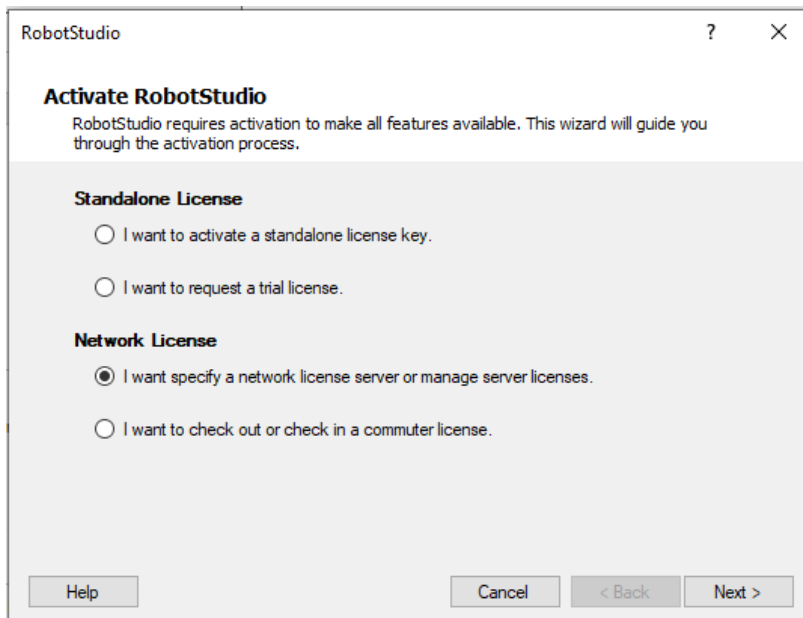 RobotStudio
?
Activate RobotStudio
RobotStudio requires activation to make all features available. This wizard will guide you
through the activation process.
Standalone License
I want to activate a standalone license key.
I want to request a trial license.
Network License
I want specify a network license server or manage server licenses.
I want to check out or check in a commuter license.
Help Cancel < Back Next >